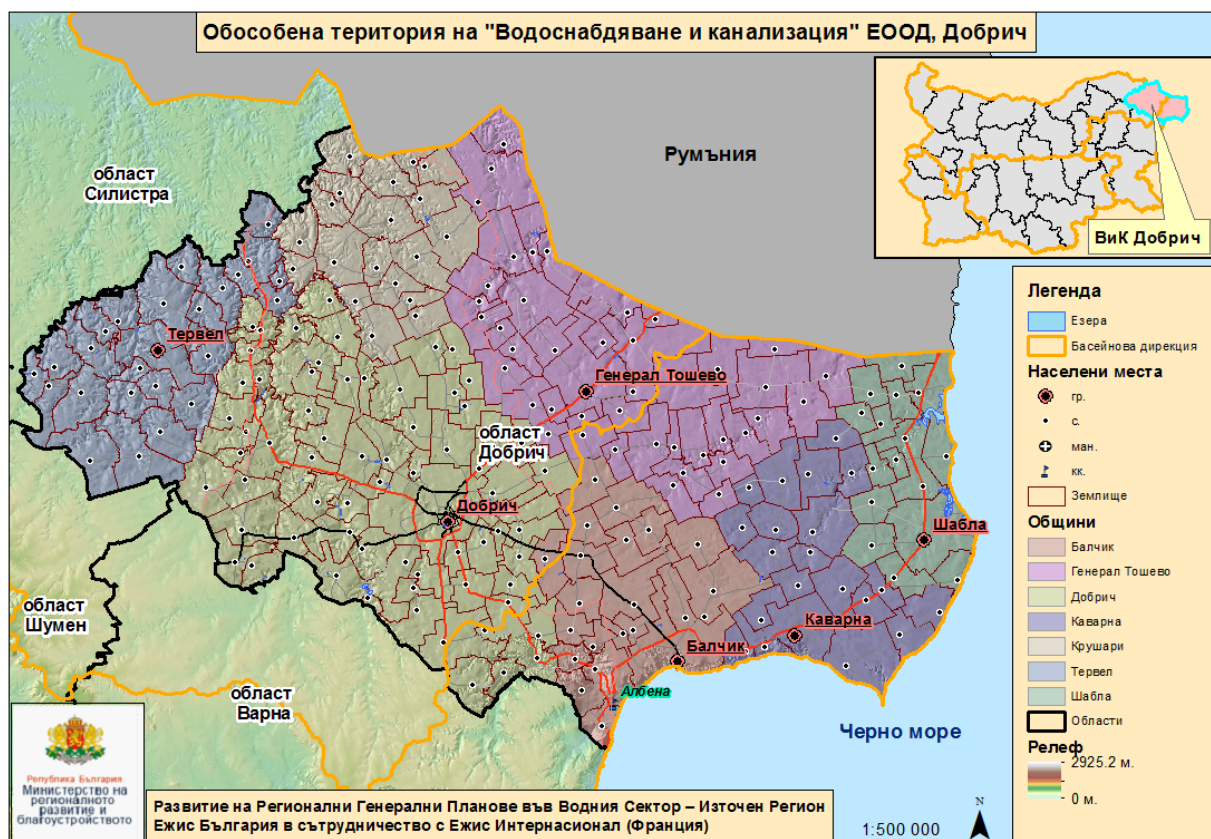 Обособена територия на "Водоснабдяване и канализация" ЕООД, Добрич
Румъния
област
Силистра
ВиК Добрич
Тервел
Генерал Тошево
област
Добрич
Добрич
Шабла
Каварна
Балчик
Албена
област
Шумен
област
Варна
Черно море
Легенда
Езера
Басейнова дирекция
Населени места
гр.
с.
ман.
кк.
Землище
Общини
Балчик
Генерал Тошево
Добрич
Каварна
Крушари
Тервел
Шабла
Области
Релеф
2925.2 м.
0 м.
Република България
Министерство на
регионалното
развитие и
благоустройството
Развитие на Регионални Генерални Планове във Водния Сектор – Източен Регион
Ежис България в сътрудничество с Ежис Интернасионал (Франция)
1:500 000
N